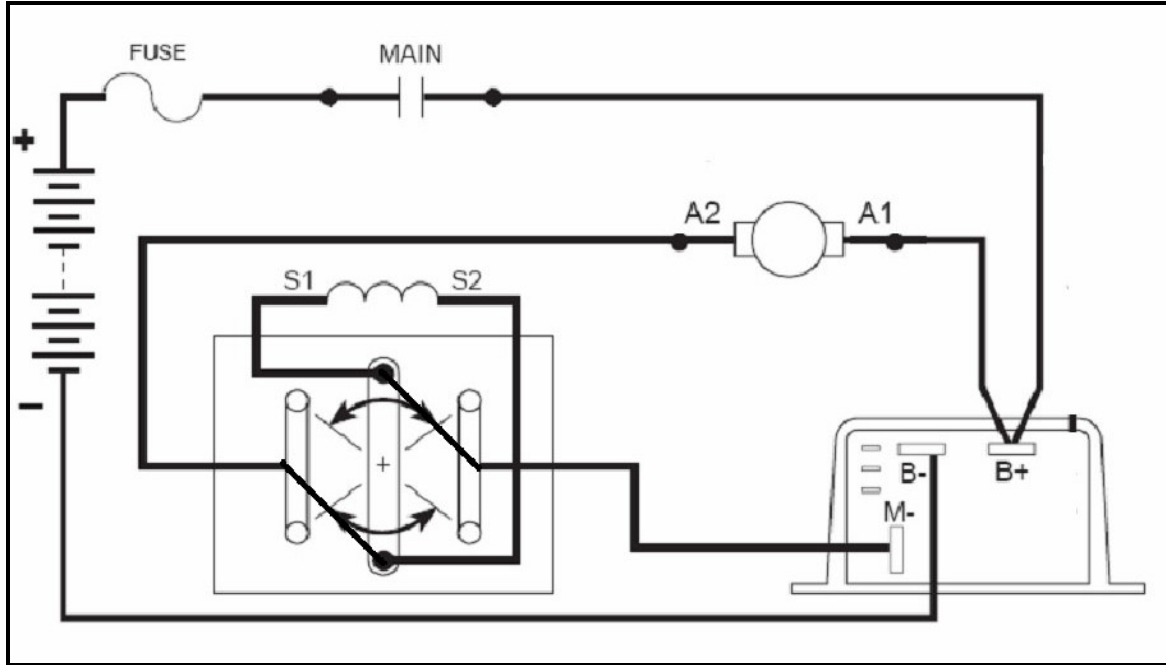 FUSE
MAIN
+
A2
A1
S1
S2
-
+
B-
B+
M-